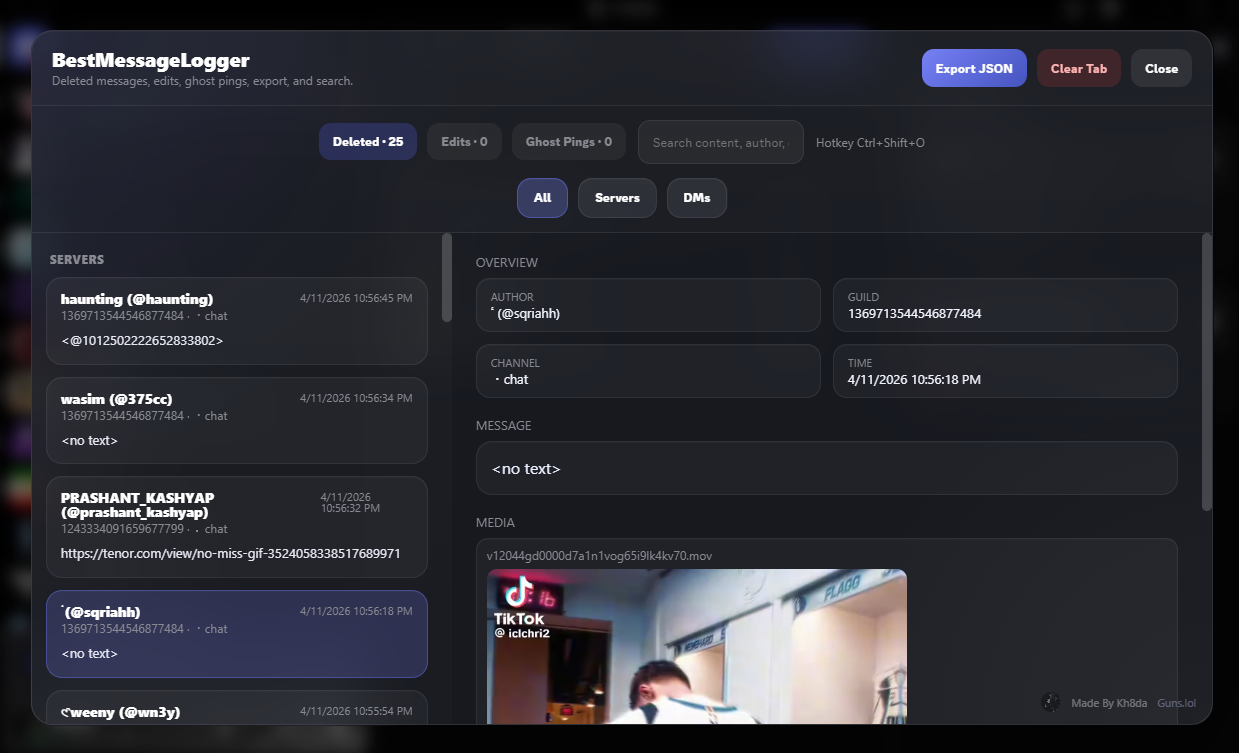 BestMessageLogger
Deleted messages, edits, ghost pings, export, and search.
Export JSON
Clear Tab
Close
Deleted · 25
Edits · 0
Ghost Pings · 0
Search content, author,
Hotkey Ctrl+Shift+O
All
Servers
DMs
SERVERS
haunting (@haunting)
4/11/2026 10:56:45 PM
1369713544546877484 · ・chat
<@1012502222652833802>
wasim (@375cc)
4/11/2026 10:56:34 PM
1369713544546877484 · ・chat
<no text>
PRASHANT_KASHYAP
(@prashant_kashyap)
4/11/2026
10:56:32 PM
1243334091659677799 · . chat
https://tenor.com/view/no-miss-gif-3524058338517689971
(@sqriahh)
4/11/2026 10:56:18 PM
1369713544546877484 · ・chat
<no text>
weeny (@wn3y)
4/11/2026 10:55:54 PM
OVERVIEW
AUTHOR
(@sqriahh)
GUILD
1369713544546877484
CHANNEL
・chat
TIME
4/11/2026 10:56:18 PM
MESSAGE
<no text>
MEDIA
v12044gd0000d7a1n1vog65i9lk4kv70.mov
TikTok
@ iclchri2
FLAGG
Made By Kh8da
Guns.lol